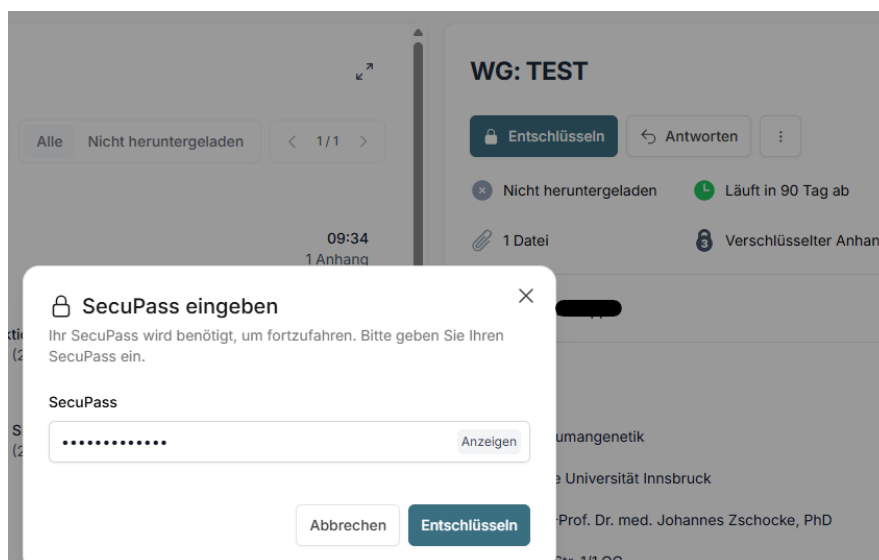 WG: TEST
Alle Nicht heruntergeladen 1/1
Entschlüsseln Antworten
Nicht heruntergeladen Läuft in 90 Tag ab
09:34
1 Datei Verschlüsselter Anhan
1 Anhang
SecuPass eingeben
Ihr SecuPass wird benötigt, um fortzufahren. Bitte geben Sie Ihren
SecuPass ein.
SecuPass
Anzeigen
Abbrechen Entschlüsseln
(2
S
(2
umangenetik
e Universität Innsbruck
-Prof. Dr. med. Johannes Zschocke, PhD